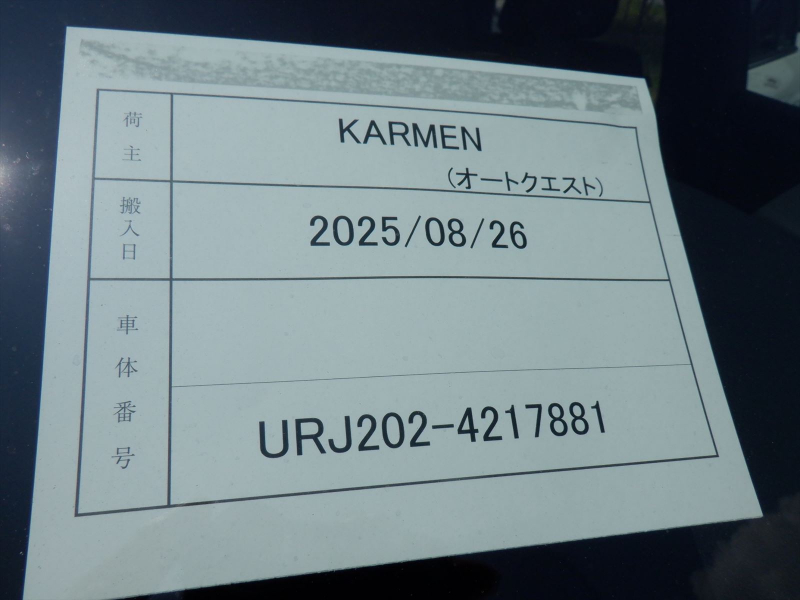 荷主
KARMEN
(オートクエスト)
搬入日
2025/08/26
車体番号
URJ202-4217881